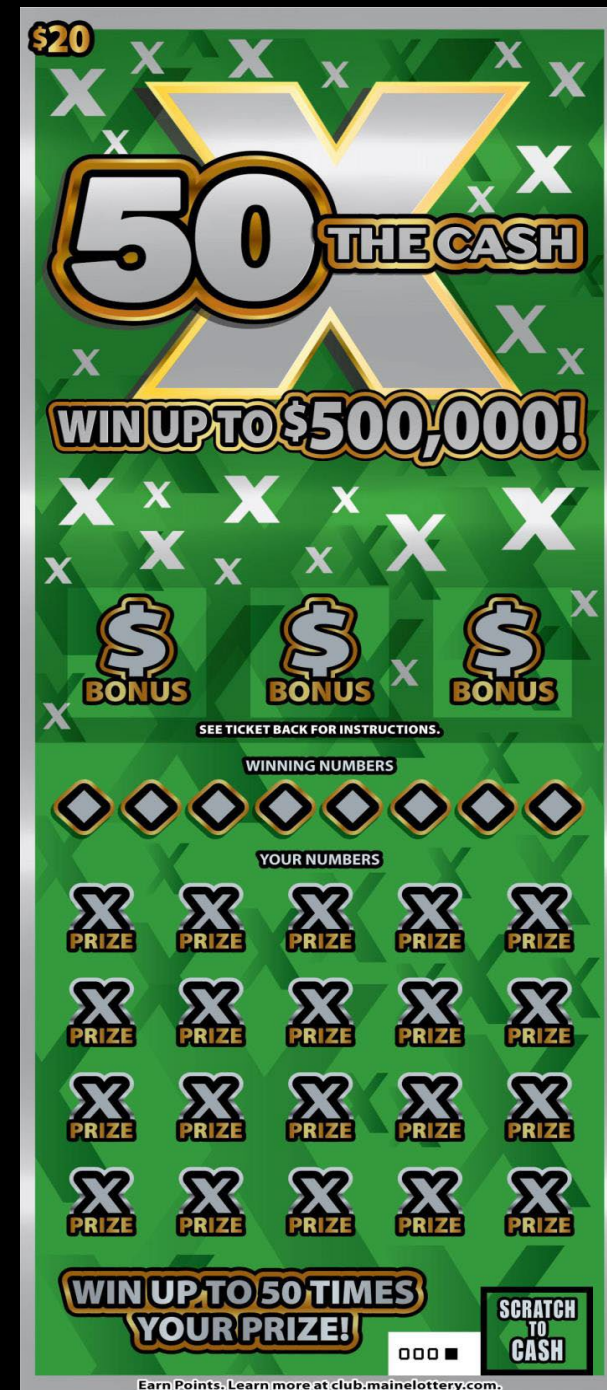 $20
X
50
THE CASH
WIN UP TO $500,000!
$ $ $
BONUS BONUS BONUS
SEE TICKET BACK FOR INSTRUCTIONS.
WINNING NUMBERS
YOUR NUMBERS
X X X X X
PRIZE PRIZE PRIZE PRIZE PRIZE
X X X X X
PRIZE PRIZE PRIZE PRIZE PRIZE
X X X X X
PRIZE PRIZE PRIZE PRIZE PRIZE
X X X X X
PRIZE PRIZE PRIZE PRIZE PRIZE
WIN UP TO 50 TIMES
YOUR PRIZE!
SCRATCH
TO
CASH
Earn Points. Learn more at club.mainelottery.com.